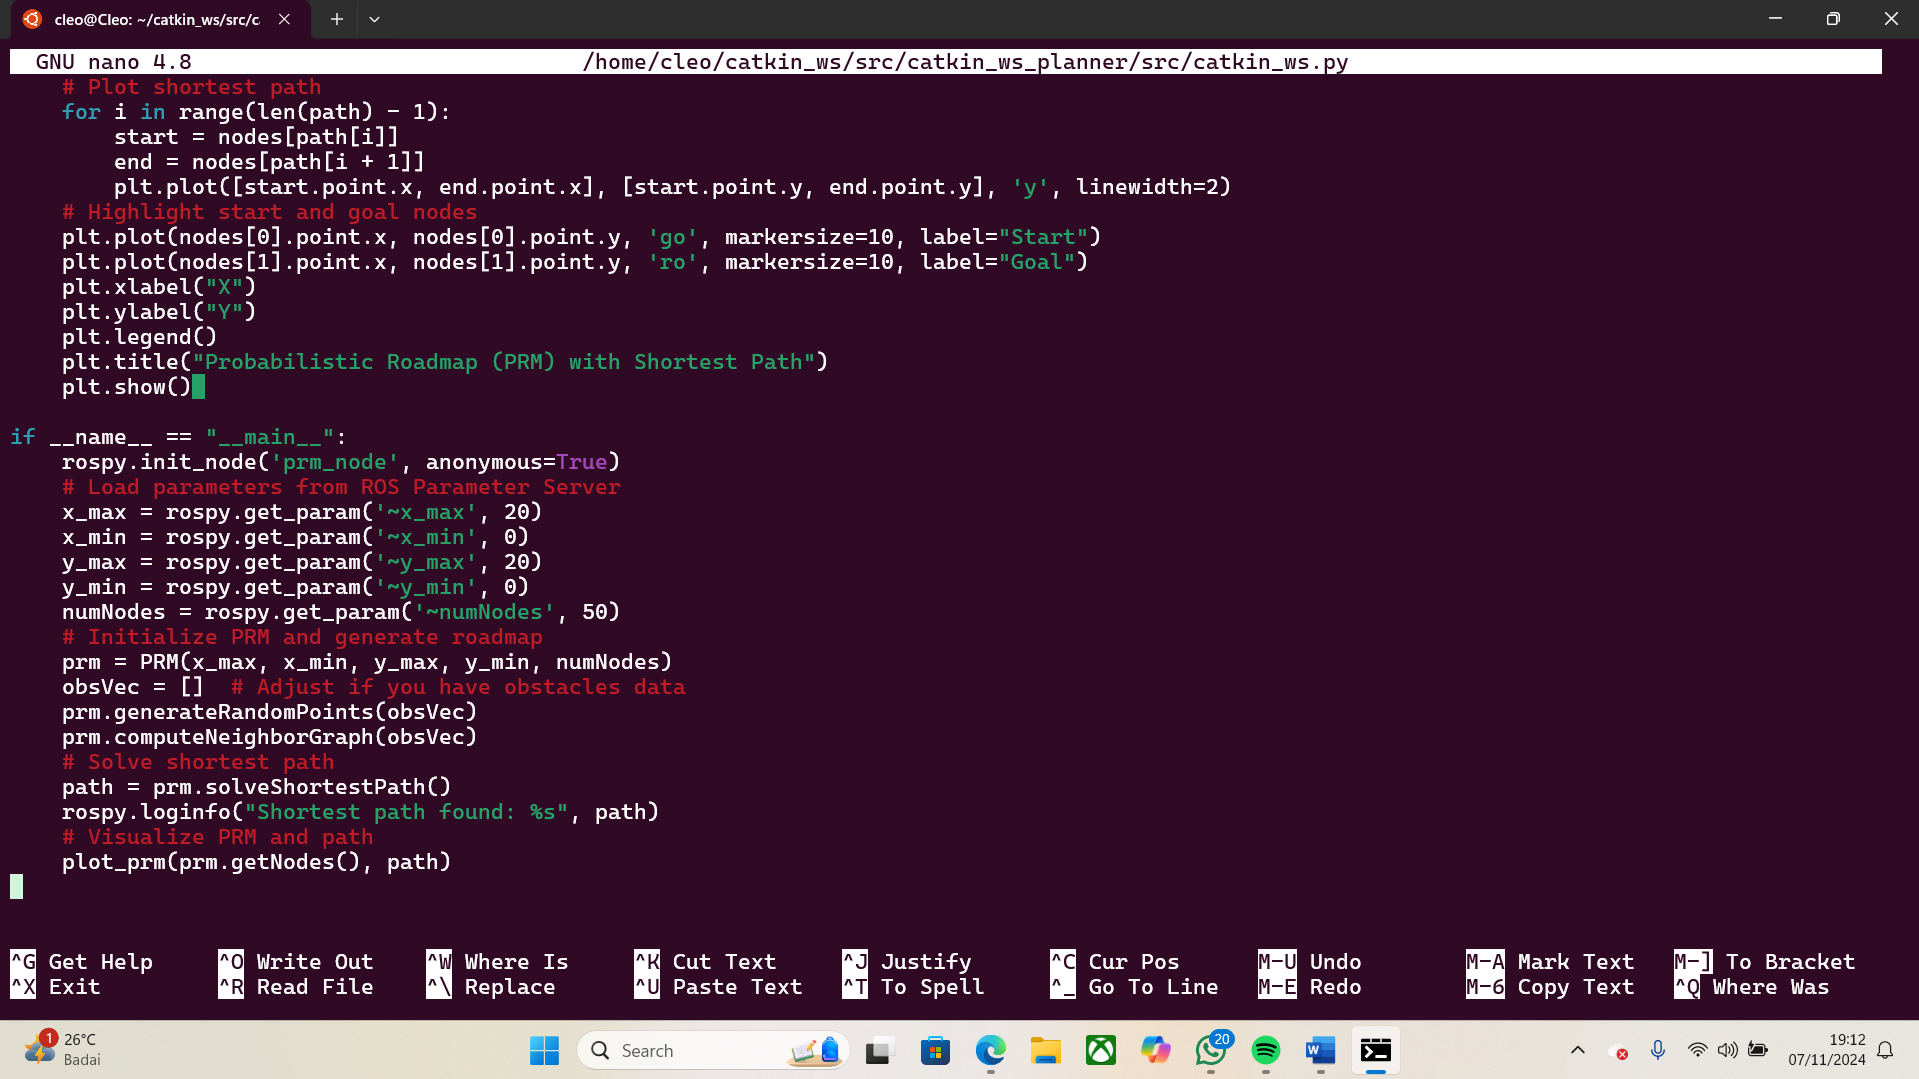 cleo@Cleo: ~/catkin_ws/src/c
GNU nano 4.8 /home/cleo/catkin_ws/src/catkin_ws_planner/src/catkin_ws.py
    # Plot shortest path
    for i in range(len(path) - 1):
        start = nodes[path[i]]
        end = nodes[path[i + 1]]
        plt.plot([start.point.x, end.point.x], [start.point.y, end.point.y], 'y', linewidth=2)
    # Highlight start and goal nodes
    plt.plot(nodes[0].point.x, nodes[0].point.y, 'go', markersize=10, label="Start")
    plt.plot(nodes[1].point.x, nodes[1].point.y, 'ro', markersize=10, label="Goal")
    plt.xlabel("X")
    plt.ylabel("Y")
    plt.legend()
    plt.title("Probabilistic Roadmap (PRM) with Shortest Path")
    plt.show()
if __name__ == "__main__":
    rospy.init_node('prm_node', anonymous=True)
    # Load parameters from ROS Parameter Server
    x_max = rospy.get_param('~x_max', 20)
    x_min = rospy.get_param('~x_min', 0)
    y_max = rospy.get_param('~y_max', 20)
    y_min = rospy.get_param('~y_min', 0)
    numNodes = rospy.get_param('~numNodes', 50)
    # Initialize PRM and generate roadmap
    prm = PRM(x_max, x_min, y_max, y_min, numNodes)
    obsVec = []  # Adjust if you have obstacles data
    prm.generateRandomPoints(obsVec)
    prm.computeNeighborGraph(obsVec)
    # Solve shortest path
    path = prm.solveShortestPath()
    rospy.loginfo("Shortest path found: %s", path)
    # Visualize PRM and path
    plot_prm(prm.getNodes(), path)
^G Get Help ^O Write Out ^W Where Is ^K Cut Text ^J Justify ^C Cur Pos M-U Undo M-A Mark Text M-] To Bracket
^X Exit ^R Read File ^\ Replace ^U Paste Text ^T To Spell ^_ Go To Line M-E Redo M-6 Copy Text ^Q Where Was
1 26°C
Badai
Search
20
19:12
07/11/2024